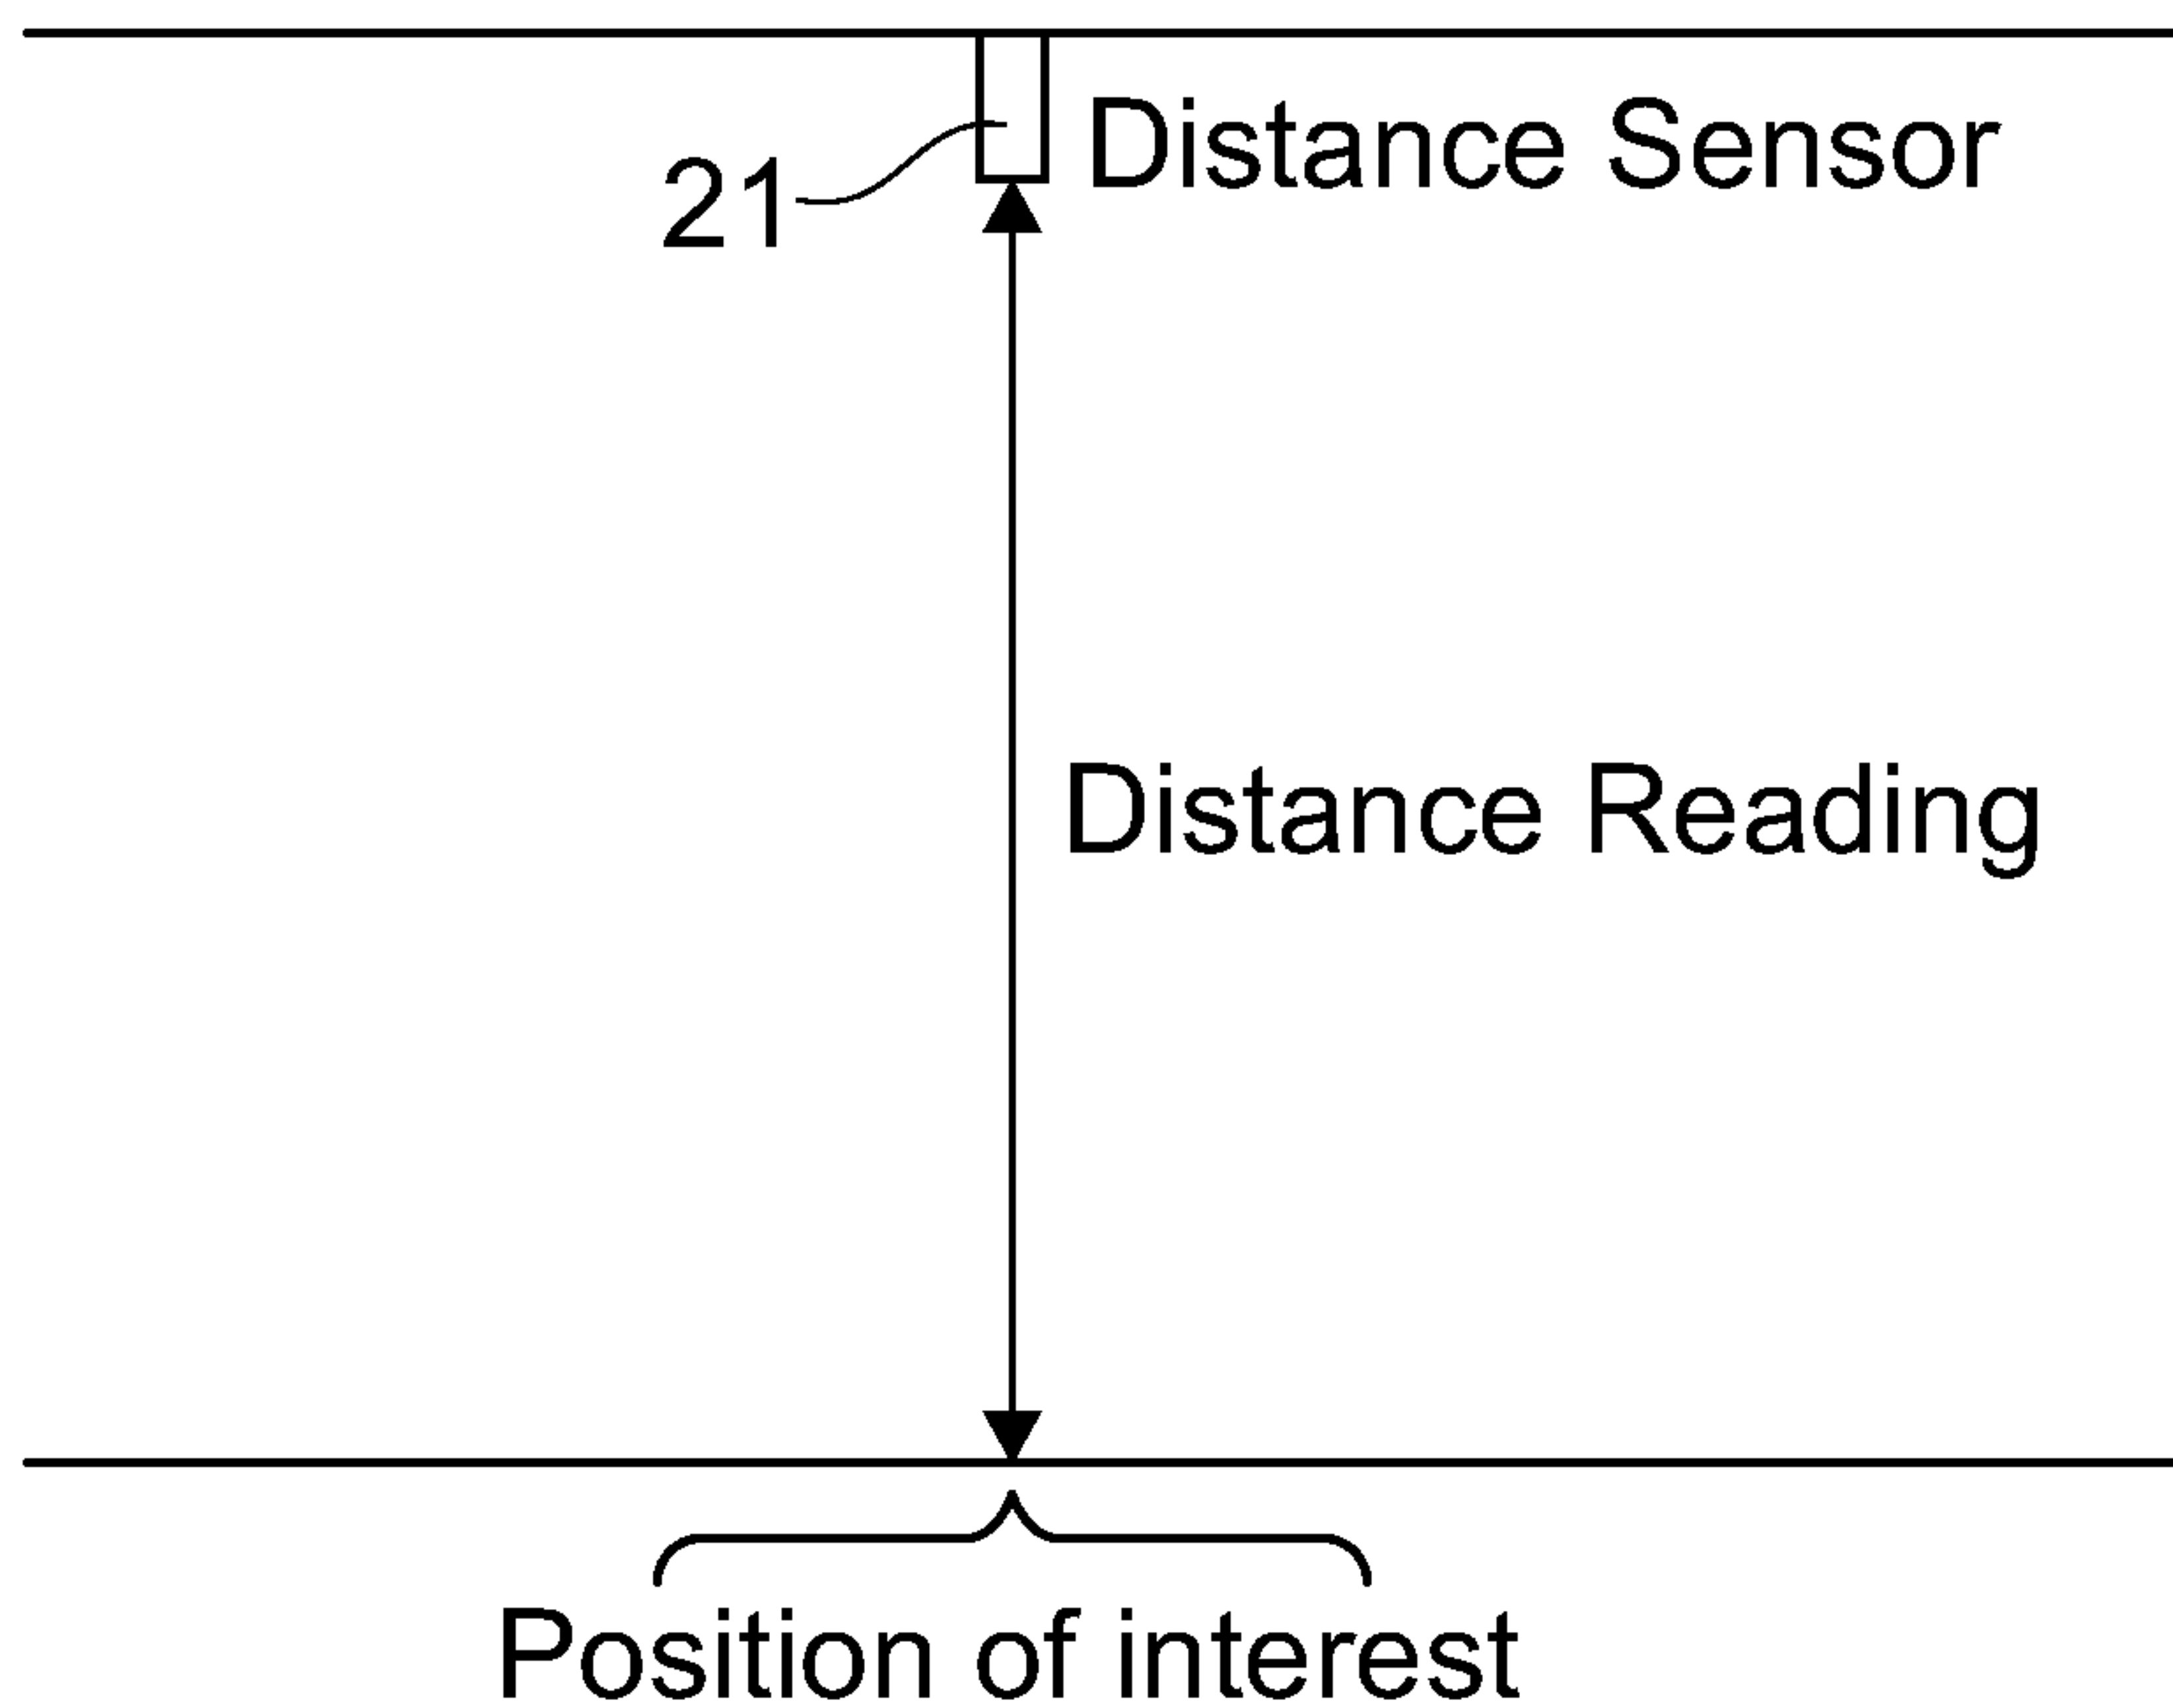 Distance Sensor
21
Distance Reading
Position of interest